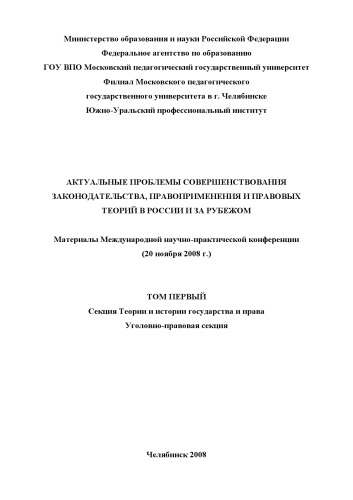 Министерство образования и науки Российской Федерации
Федеральное агентство по образованию
ГОУ ВПО Московский педагогический государственный университет
Филиал Московского педагогического
государственного университета в г. Челябинске
Южно-Уральский профессиональный институт
АКТУАЛЬНЫЕ ПРОБЛЕМЫ СОВЕРШЕНСТВОВАНИЯ
ЗАКОНОДАТЕЛЬСТВА, ПРАВОПРИМЕНЕНИЯ И ПРАВОВЫХ
ТЕОРИЙ В РОССИИ И ЗА РУБЕЖОМ
Материалы Международной научно-практической конференции
(20 ноября 2008 г.)
ТОМ ПЕРВЫЙ
Секция Теории и истории государства и права
Уголовно-правовая секция
Челябинск 2008